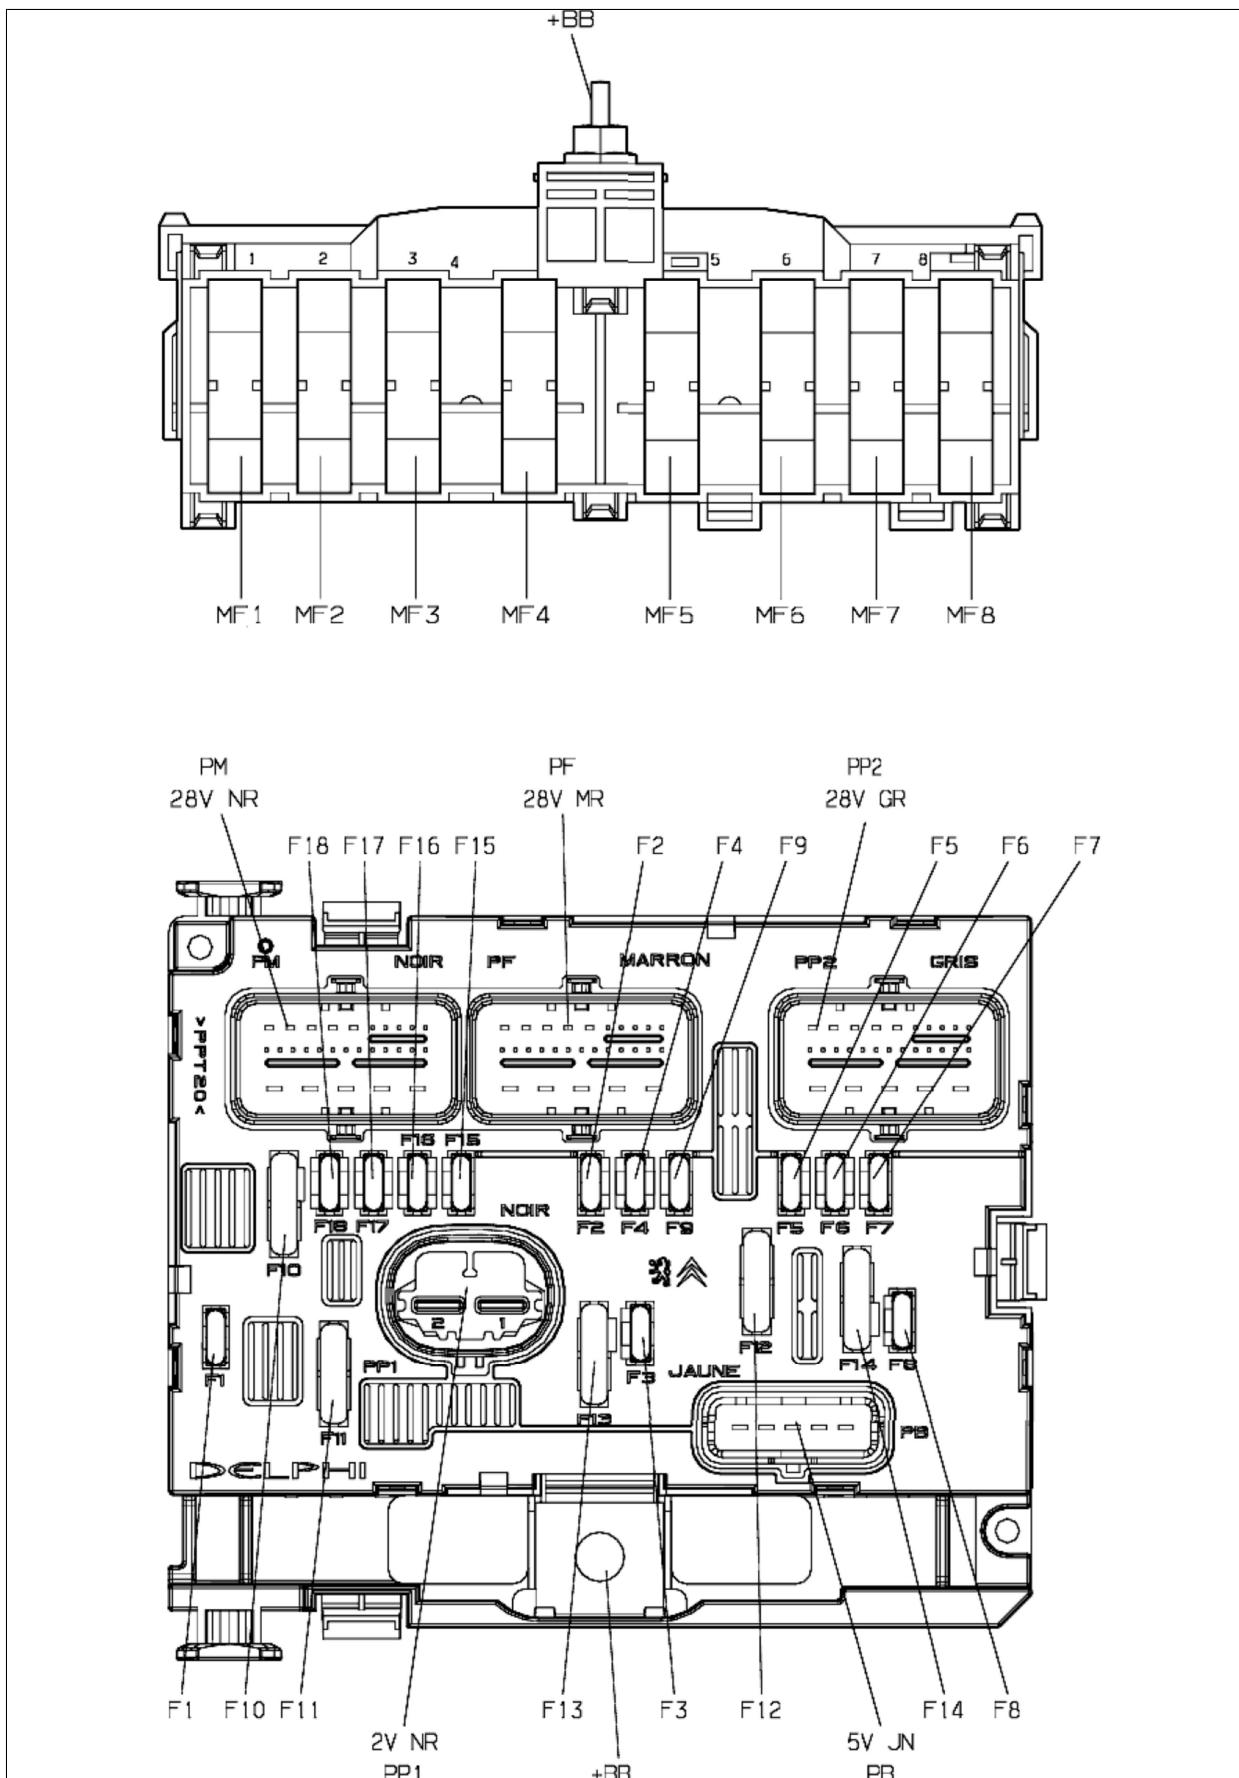 +BB
1 2 3 4 5 6 7 8
MF1 MF2 MF3 MF4 MF5 MF6 MF7 MF8
PM PF PP2
28V NR 28V MR 28V GR
F18 F17 F16 F15 F2 F4 F9 F5 F6 F7
PM NOIR PF MARRON PP2 GRIS
>PPT20<
F16 F15
F18 F17 NOIR F2 F4 F9 F5 F6 F7
F10
2 1
F12 F14 F8
F1 PP1 F3 JAUNE
F11 F13 PB
DELPHI
F1 F10 F11 F13 F3 F12 F14 F8
2V NR 5V JN
PP1 +BB PB